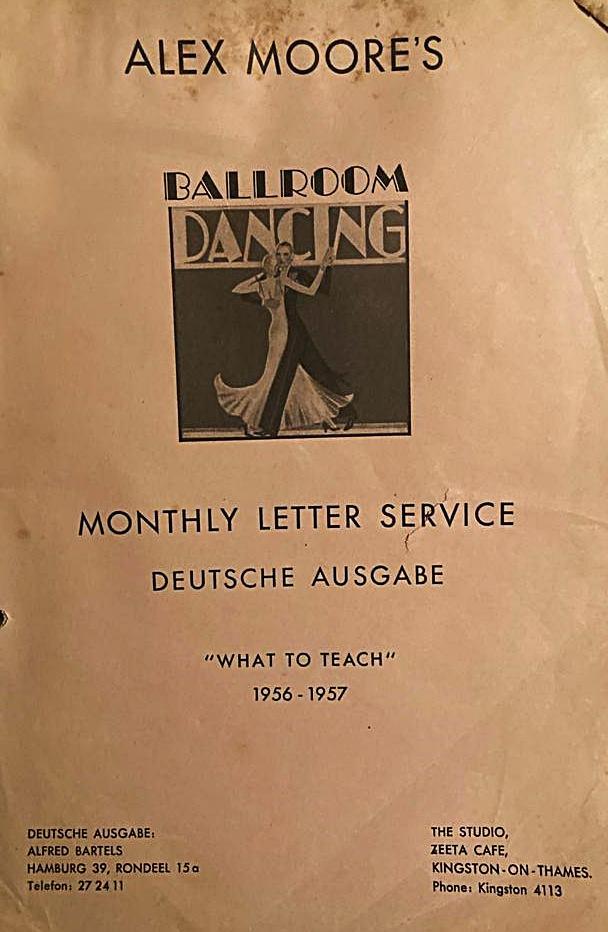 ALEX MOORE'S
BALLROOM
DANCING
MONTHLY LETTER SERVICE
DEUTSCHE AUSGABE
"WHAT TO TEACH"
1956 - 1957
DEUTSCHE AUSGABE:
ALFRED BARTELS
HAMBURG 39, RONDEEL 15a
Telefon: 27 24 11
THE STUDIO,
ZEETA CAFE,
KINGSTON-ON-THAMES.
Phone: Kingston 4113